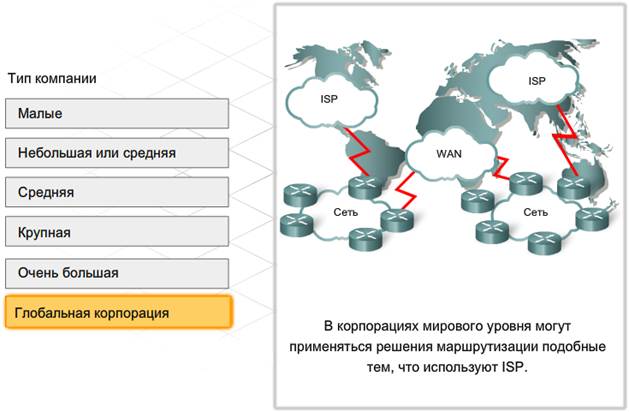 Тип компании
Малые
Небольшая или средняя
Средняя
Крупная
Очень большая
Глобальная корпорация
ISP
ISP
WAN
Сеть
Сеть
В корпорациях мирового уровня могут
применяться решения маршрутизации подобные
тем, что используют ISP.